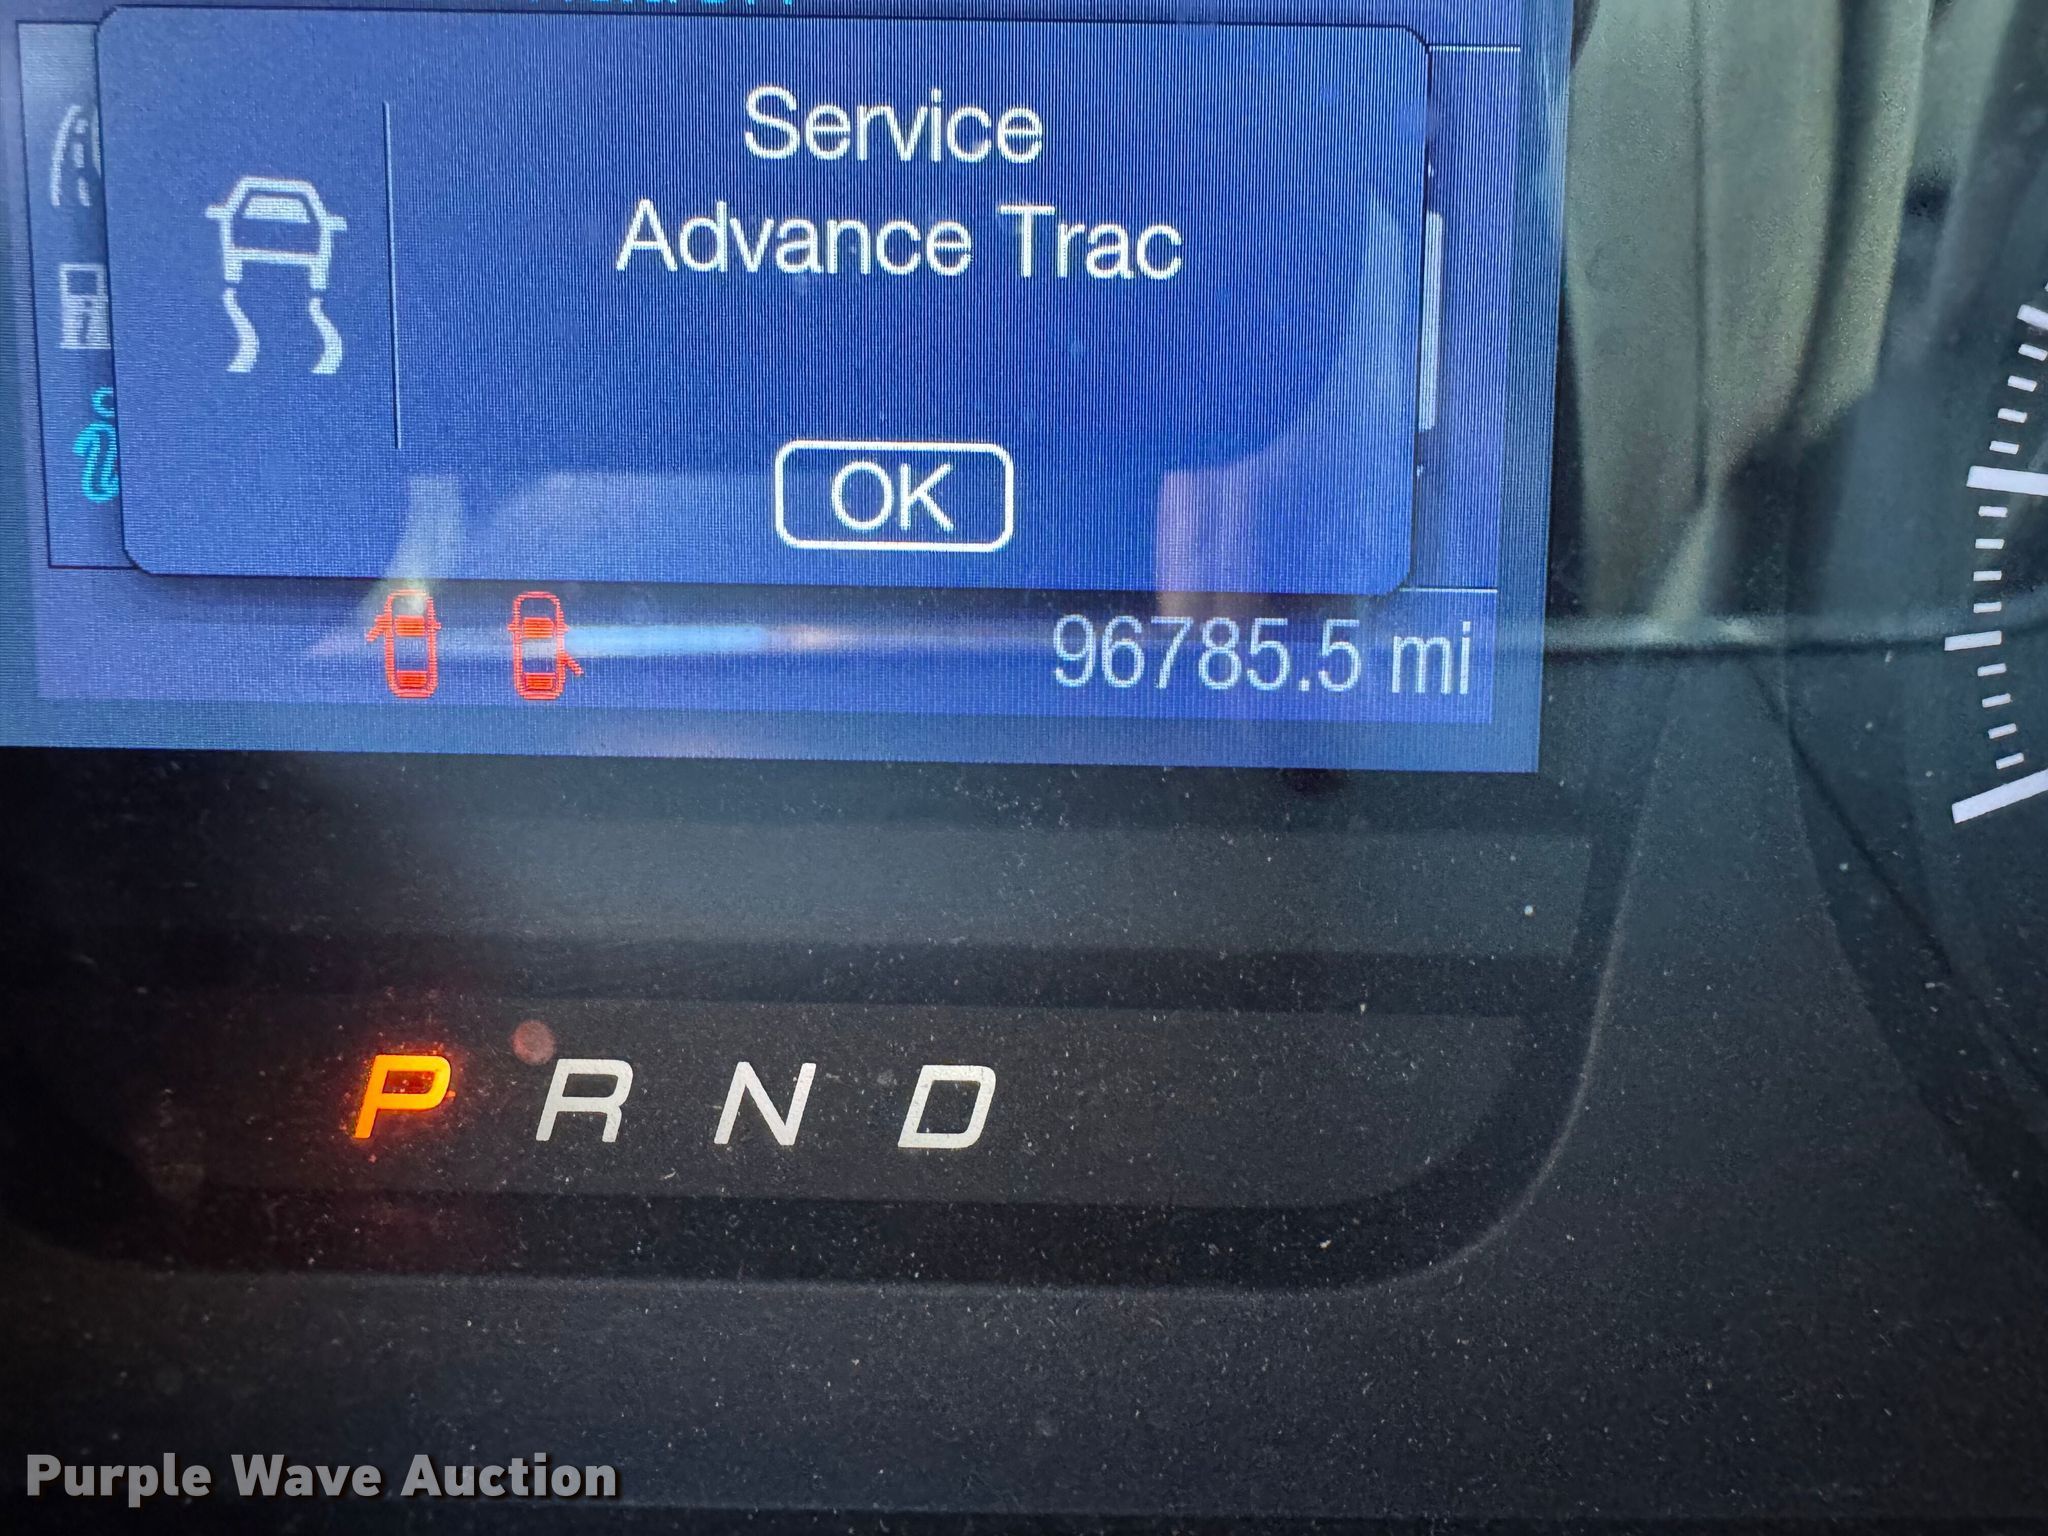 Service
Advance Trac
OK
96785.5 mi
P R N D
Purple Wave Auction